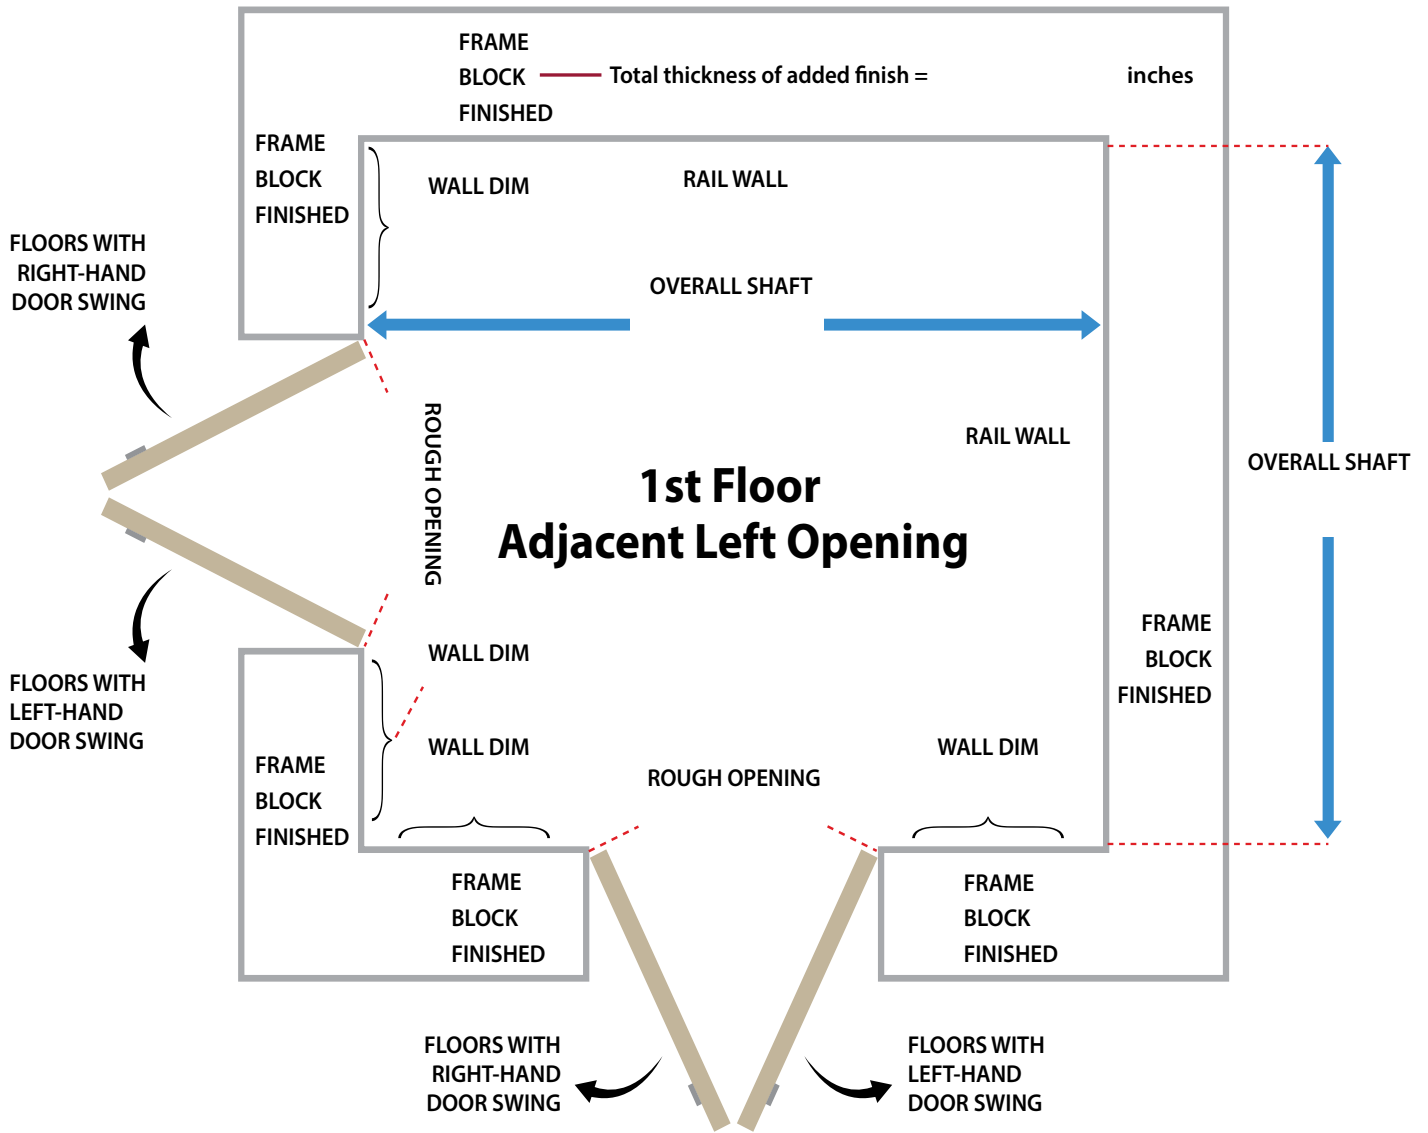 FRAME
BLOCK
FINISHED
Total thickness of added finish = inches
FRAME
BLOCK
FINISHED
WALL DIM
RAIL WALL
FLOORS WITH
RIGHT-HAND
DOOR SWING
OVERALL SHAFT
ROUGH OPENING
RAIL WALL
OVERALL SHAFT
1st Floor
Adjacent Left Opening
FRAME
BLOCK
FINISHED
WALL DIM
FLOORS WITH
LEFT-HAND
DOOR SWING
WALL DIM
WALL DIM
ROUGH OPENING
FRAME
BLOCK
FINISHED
FRAME
BLOCK
FINISHED
FRAME
BLOCK
FINISHED
FLOORS WITH
RIGHT-HAND
DOOR SWING
FLOORS WITH
LEFT-HAND
DOOR SWING